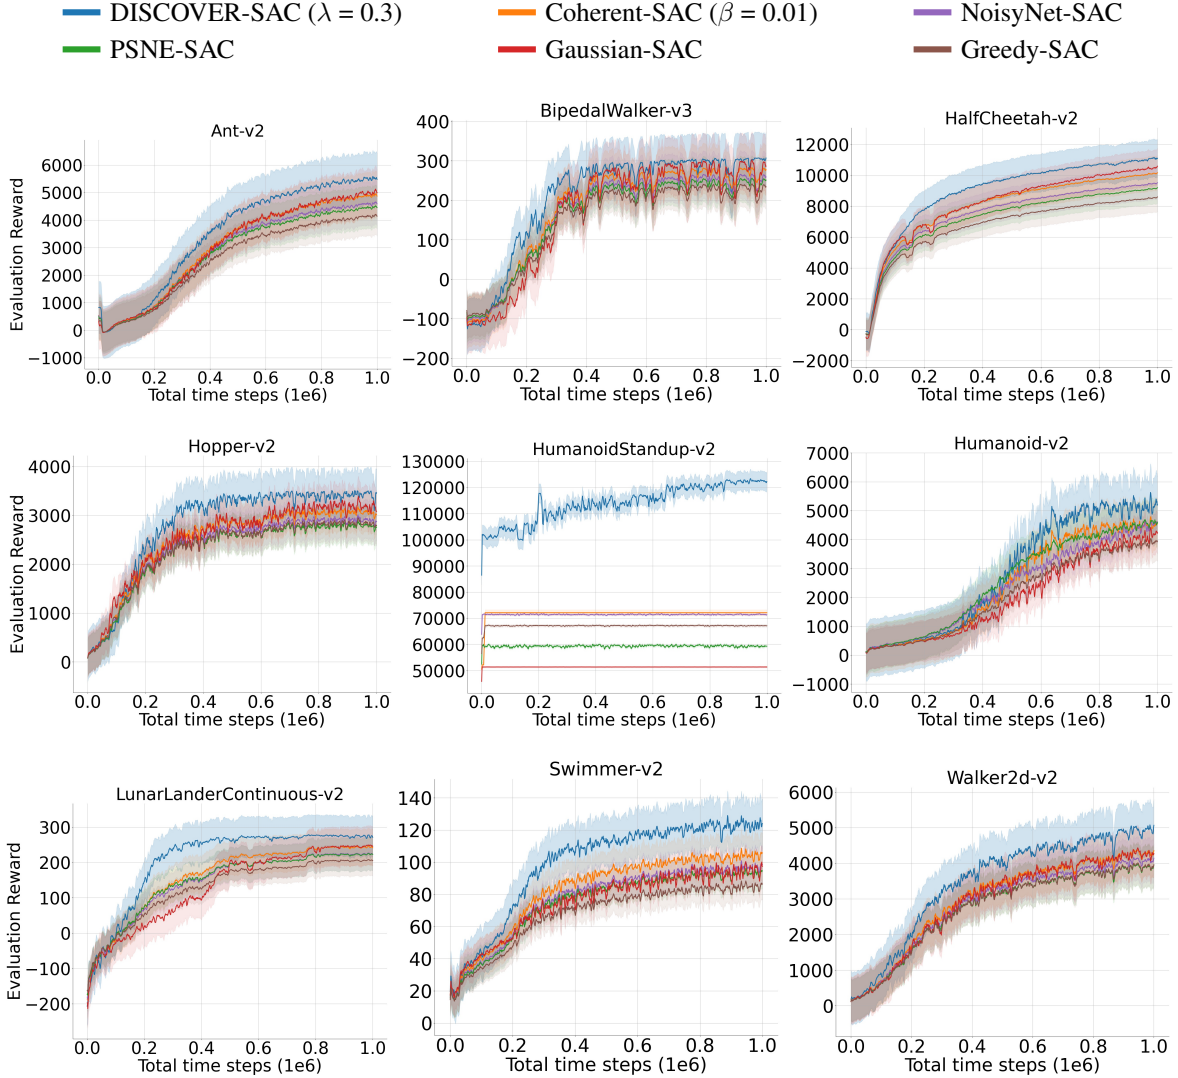 DISCOVER-SAC (λ = 0.3)
Coherent-SAC (β = 0.01)
NoisyNet-SAC
PSNE-SAC
Gaussian-SAC
Greedy-SAC
Ant-v2
Evaluation Reward
6000
5000
4000
3000
2000
1000
0
−1000
0.0 0.2 0.4 0.6 0.8 1.0
Total time steps (1e6)
BipedalWalker-v3
400
300
200
100
0
−100
−200
0.0 0.2 0.4 0.6 0.8 1.0
Total time steps (1e6)
HalfCheetah-v2
12000
10000
8000
6000
4000
2000
0
−2000
0.0 0.2 0.4 0.6 0.8 1.0
Total time steps (1e6)
Hopper-v2
Evaluation Reward
4000
3000
2000
1000
0
0.0 0.2 0.4 0.6 0.8 1.0
Total time steps (1e6)
HumanoidStandup-v2
130000
120000
110000
100000
90000
80000
70000
60000
50000
0.0 0.2 0.4 0.6 0.8 1.0
Total time steps (1e6)
Humanoid-v2
7000
6000
5000
4000
3000
2000
1000
0
−1000
0.0 0.2 0.4 0.6 0.8 1.0
Total time steps (1e6)
LunarLanderContinuous-v2
Evaluation Reward
300
200
100
0
−100
−200
0.0 0.2 0.4 0.6 0.8 1.0
Total time steps (1e6)
Swimmer-v2
140
120
100
80
60
40
20
0
0.0 0.2 0.4 0.6 0.8 1.0
Total time steps (1e6)
Walker2d-v2
6000
5000
4000
3000
2000
1000
0
0.0 0.2 0.4 0.6 0.8 1.0
Total time steps (1e6)